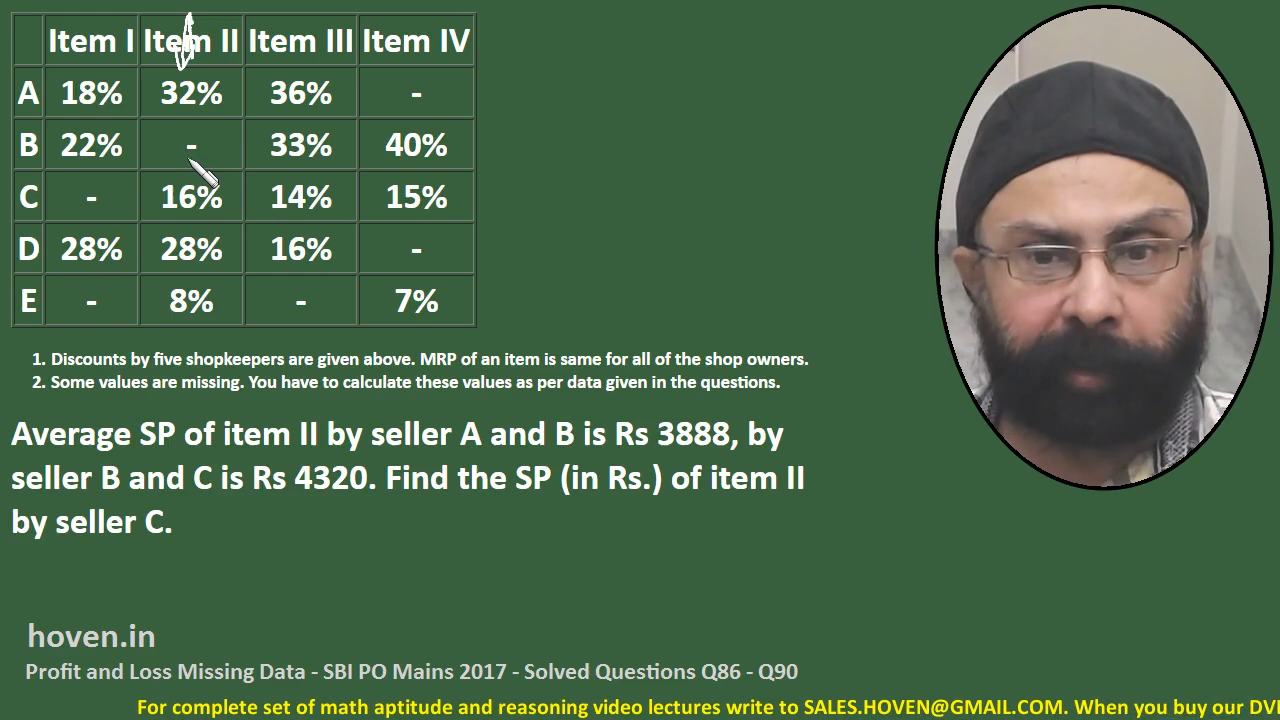 Item I Item II Item III Item IV
A 18% 32% 36% -
B 22% - 33% 40%
C - 16% 14% 15%
D 28% 28% 16% -
E - 8% - 7%
1. Discounts by five shopkeepers are given above. MRP of an item is same for all of the shop owners.
2. Some values are missing. You have to calculate these values as per data given in the questions.
Average SP of item II by seller A and B is Rs 3888, by
seller B and C is Rs 4320. Find the SP (in Rs.) of item II
by seller C.
hoven.in
Profit and Loss Missing Data - SBI PO Mains 2017 - Solved Questions Q86 - Q90
For complete set of math aptitude and reasoning video lectures write to SALES.HOVEN@GMAIL.COM. When you buy our